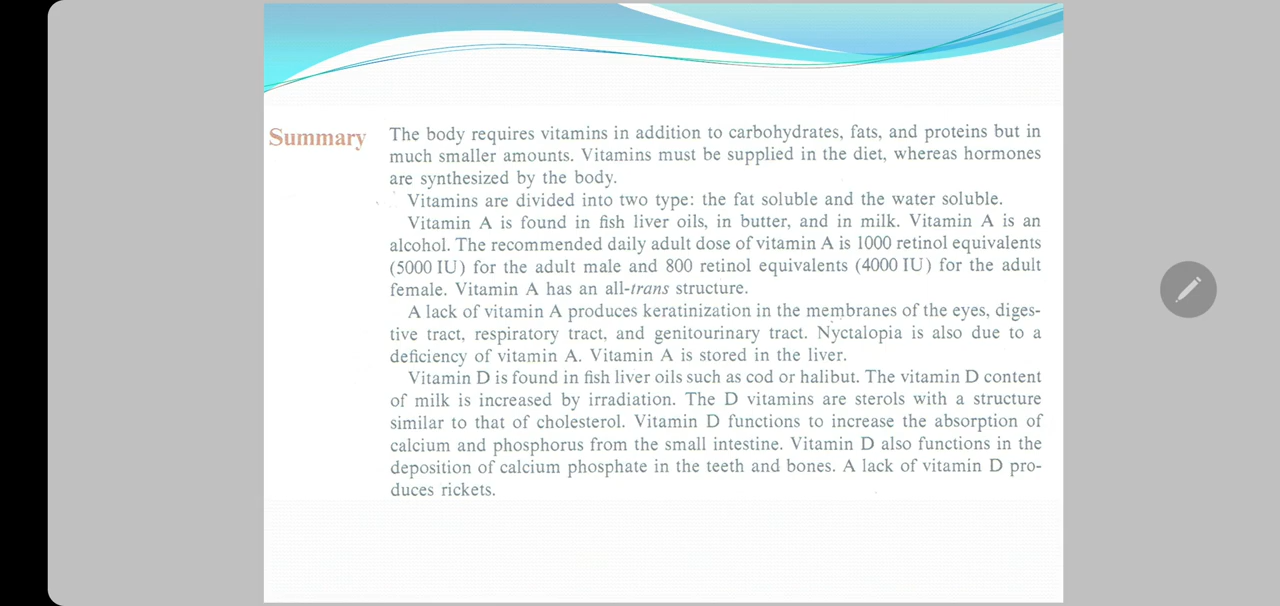 Summary
The body requires vitamins in addition to carbohydrates, fats, and proteins but in
much smaller amounts. Vitamins must be supplied in the diet, whereas hormones
are synthesized by the body.
Vitamins are divided into two type: the fat soluble and the water soluble.
Vitamin A is found in fish liver oils, in butter, and in milk. Vitamin A is an
alcohol. The recommended daily adult dose of vitamin A is 1000 retinol equivalents
(5000 IU) for the adult male and 800 retinol equivalents (4000 IU) for the adult
female. Vitamin A has an all-trans structure.
A lack of vitamin A produces keratinization in the membranes of the eyes, diges-
tive tract, respiratory tract, and genitourinary tract. Nyctalopia is also due to a
deficiency of vitamin A. Vitamin A is stored in the liver.
Vitamin D is found in fish liver oils such as cod or halibut. The vitamin D content
of milk is increased by irradiation. The D vitamins are sterols with a structure
similar to that of cholesterol. Vitamin D functions to increase the absorption of
calcium and phosphorus from the small intestine. Vitamin D also functions in the
deposition of calcium phosphate in the teeth and bones. A lack of vitamin D pro-
duces rickets.